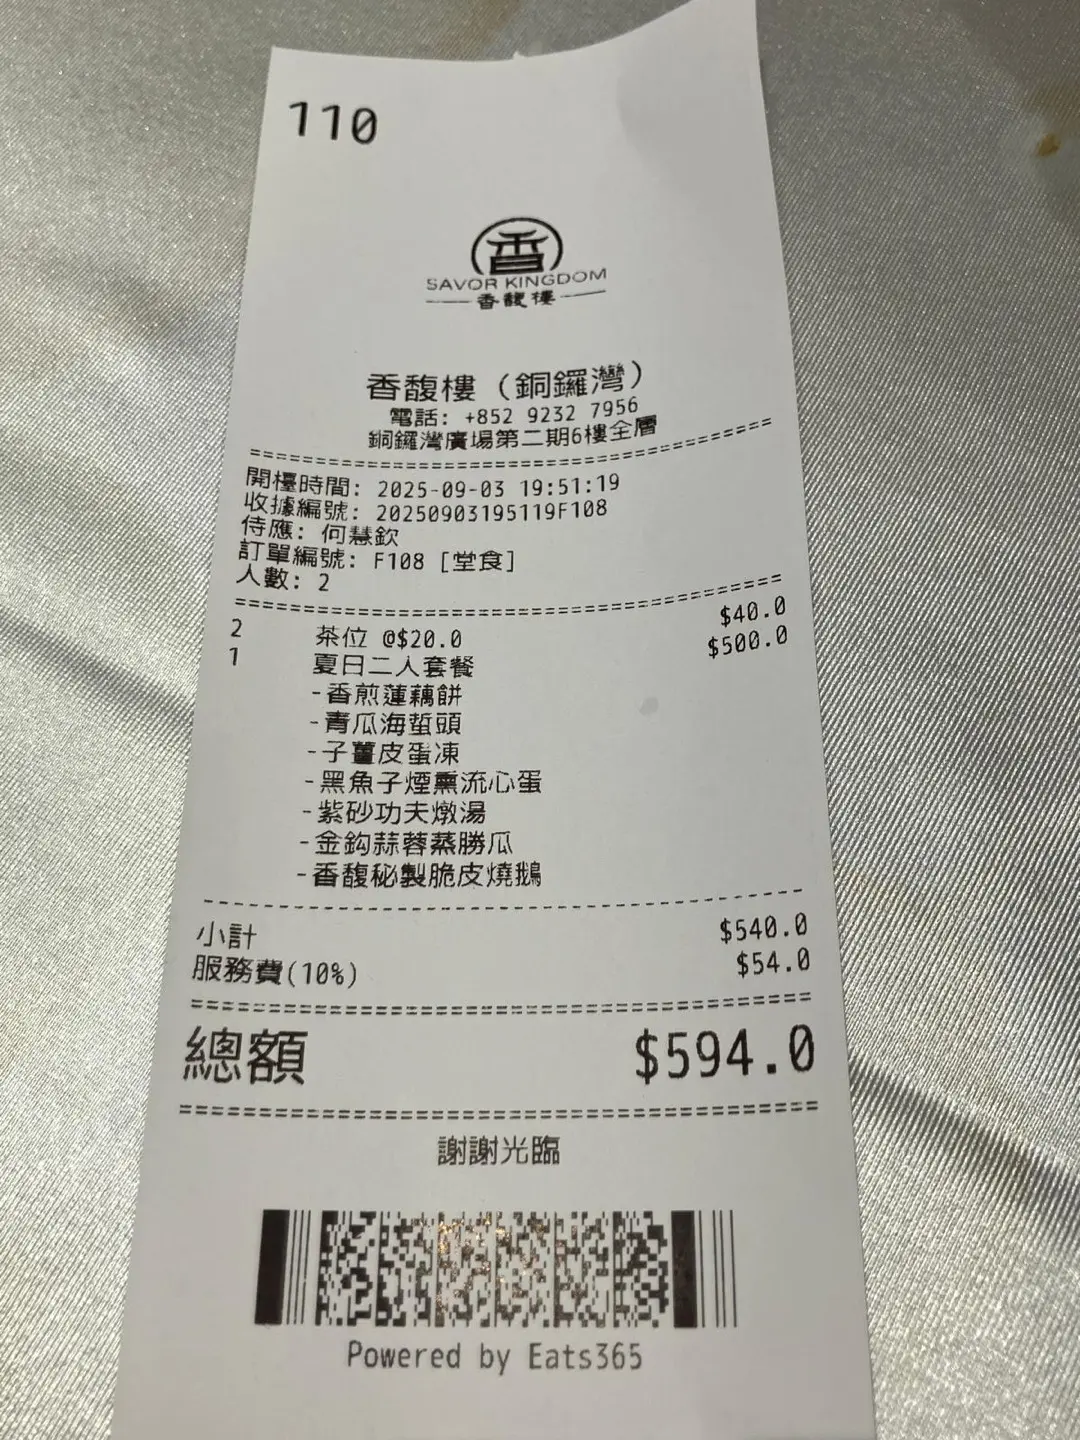 110
香
SAVOR KINGDOM
香馥樓
香馥樓 (銅鑼灣)
電話: +852 9232 7956
銅鑼灣廣場第二期6樓全層
開檯時間: 2025-09-03 19:51:19
收據編號: 20250903195119F108
侍應: 何慧欽
訂單編號: F108 [堂食]
人數: 2
2 茶位 @$20.0 $40.0
1 夏日二人套餐 $500.0
-香煎蓮藕餅
-青瓜海蜇頭
-子薑皮蛋凍
-黑魚子煙熏流心蛋
-紫砂功夫燉湯
-金鈎蒜蓉蒸勝瓜
-香馥秘製脆皮燒鵝
小計 $540.0
服務費(10%) $54.0
總額 $594.0
謝謝光臨
Powered by Eats365